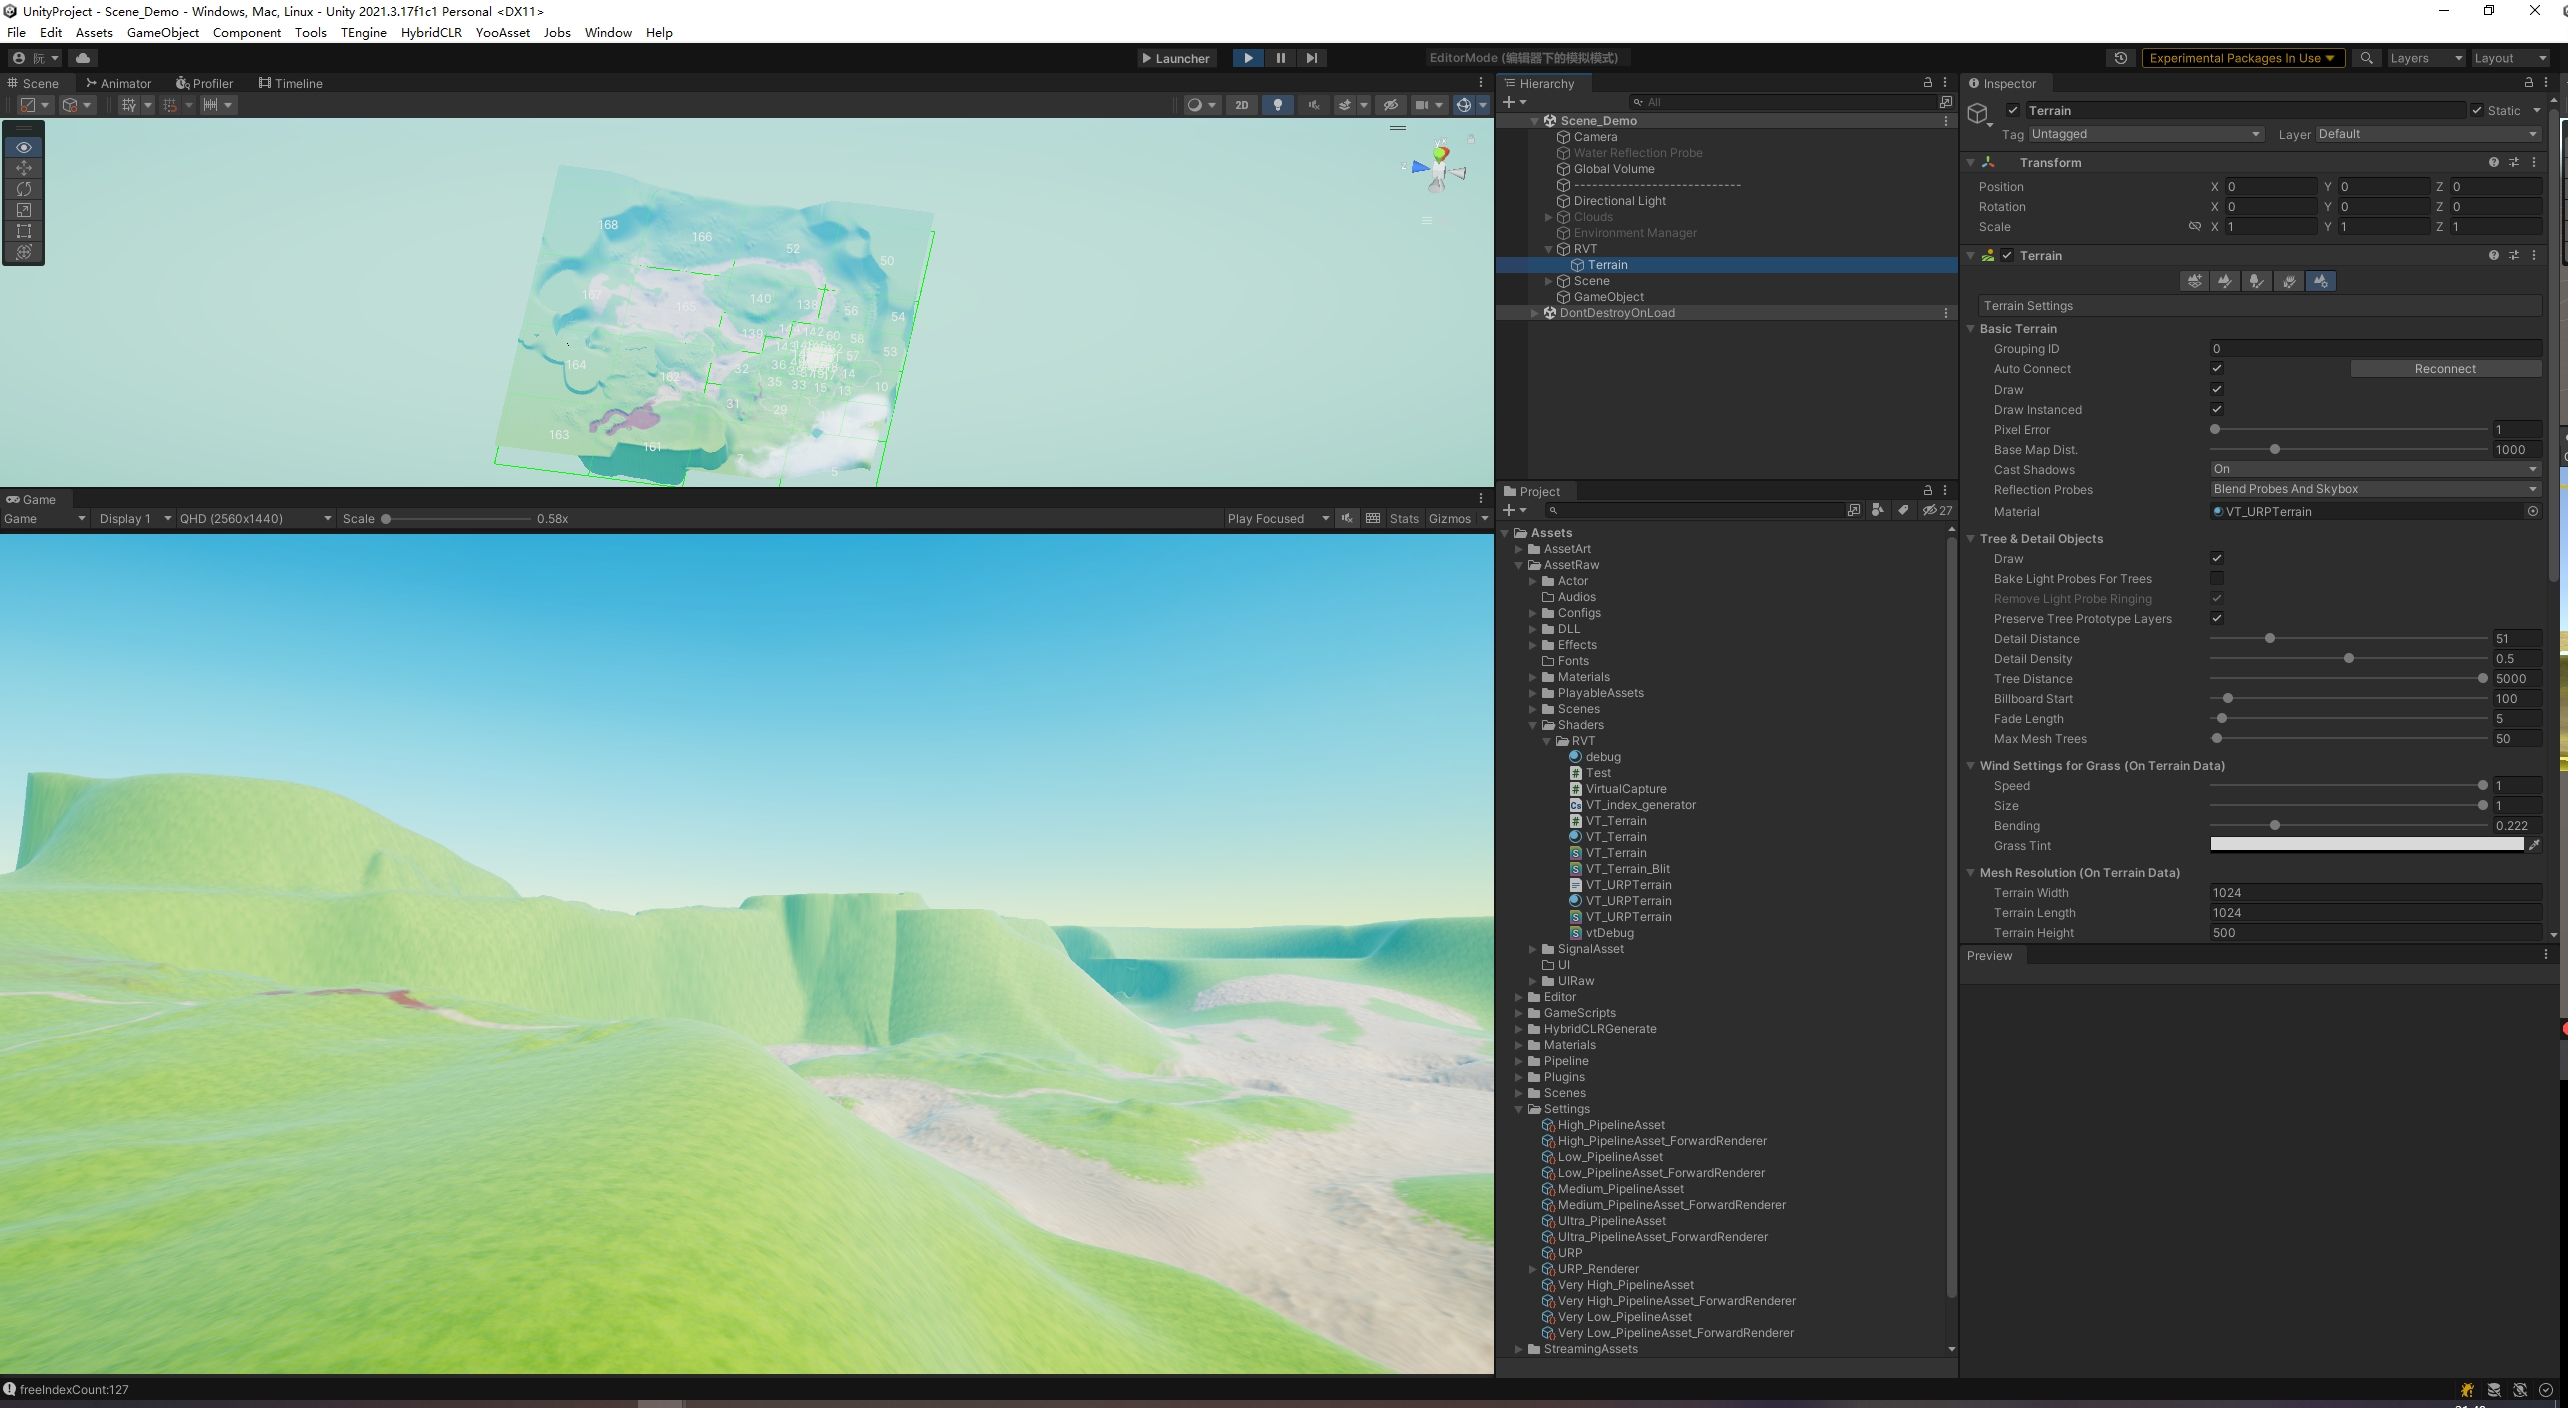 UnityProject - Scene_Demo - Windows, Mac, Linux - Unity 2021.3.17f1c1 Personal <DX11>
File Edit Assets GameObject Component Tools TEngine HybridCLR YooAsset Jobs Window Help
阮 Launcher EditorMode (编辑器下的模拟模式) Experimental Packages In Use Layers Layout
Scene Animator Profiler Timeline
2D
168
166
52
50
167
165
140
138
56
54
139
142
60
58
53
57
164
162
32
36
14
35
33
15
13
10
31
29
163
161
7
5
Game
Game Display 1 QHD (2560x1440) Scale 0.58x Play Focused Stats Gizmos
freeIndexCount:127
Hierarchy
All
Scene_Demo
Camera
Water Reflection Probe
Global Volume
----------------------------
Directional Light
Clouds
Environment Manager
RVT
Terrain
Scene
GameObject
DontDestroyOnLoad
Project
27
Assets
AssetArt
AssetRaw
Actor
Audios
Configs
DLL
Effects
Fonts
Materials
PlayableAssets
Scenes
Shaders
RVT
debug
Test
VirtualCapture
VT_index_generator
VT_Terrain
VT_Terrain
VT_Terrain
VT_Terrain_Blit
VT_URPTerrain
VT_URPTerrain
VT_URPTerrain
vtDebug
SignalAsset
UI
UIRaw
Editor
GameScripts
HybridCLRGenerate
Materials
Pipeline
Plugins
Scenes
Settings
High_PipelineAsset
High_PipelineAsset_ForwardRenderer
Low_PipelineAsset
Low_PipelineAsset_ForwardRenderer
Medium_PipelineAsset
Medium_PipelineAsset_ForwardRenderer
Ultra_PipelineAsset
Ultra_PipelineAsset_ForwardRenderer
URP
URP_Renderer
Very High_PipelineAsset
Very High_PipelineAsset_ForwardRenderer
Very Low_PipelineAsset
Very Low_PipelineAsset_ForwardRenderer
StreamingAssets
Inspector
Terrain Static
Tag Untagged Layer Default
Transform
Position X 0 Y 0 Z 0
Rotation X 0 Y 0 Z 0
Scale X 1 Y 1 Z 1
Terrain
Terrain Settings
Basic Terrain
Grouping ID 0
Auto Connect Reconnect
Draw
Draw Instanced
Pixel Error 1
Base Map Dist. 1000
Cast Shadows On
Reflection Probes Blend Probes And Skybox
Material VT_URPTerrain
Tree & Detail Objects
Draw
Bake Light Probes For Trees
Remove Light Probe Ringing
Preserve Tree Prototype Layers
Detail Distance 51
Detail Density 0.5
Tree Distance 5000
Billboard Start 100
Fade Length 5
Max Mesh Trees 50
Wind Settings for Grass (On Terrain Data)
Speed 1
Size 1
Bending 0.222
Grass Tint
Mesh Resolution (On Terrain Data)
Terrain Width 1024
Terrain Length 1024
Terrain Height 500
Preview